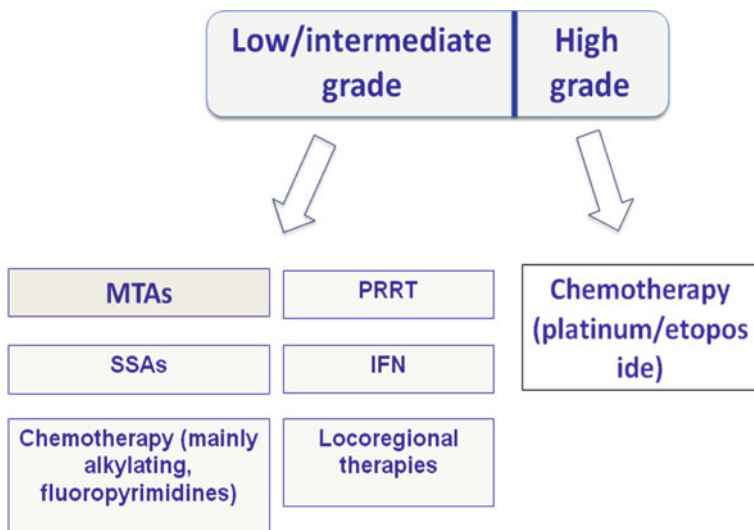 Low/intermediate
grade
High
grade
MTAs
PRRT
SSAs
IFN
Chemotherapy (mainly
alkylating,
fluoropyrimidines)
Locoregional
therapies
Chemotherapy
(platinum/etopos
ide)